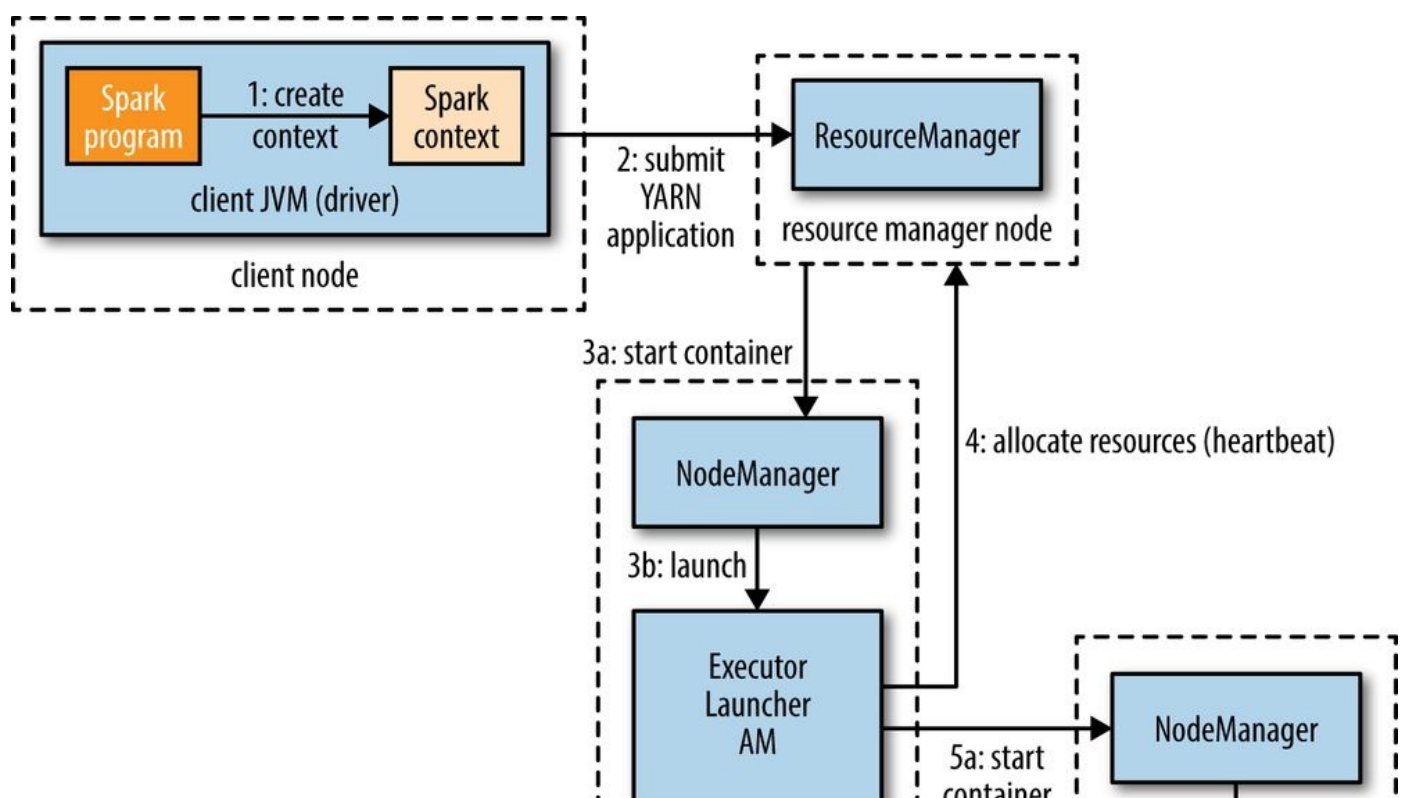 Spark
program
1: create
context
Spark
context
client JVM (driver)
client node
2: submit
YARN
application
ResourceManager
resource manager node
3a: start container
NodeManager
4: allocate resources (heartbeat)
3b: launch
Executor
Launcher
AM
NodeManager
5a: start
container